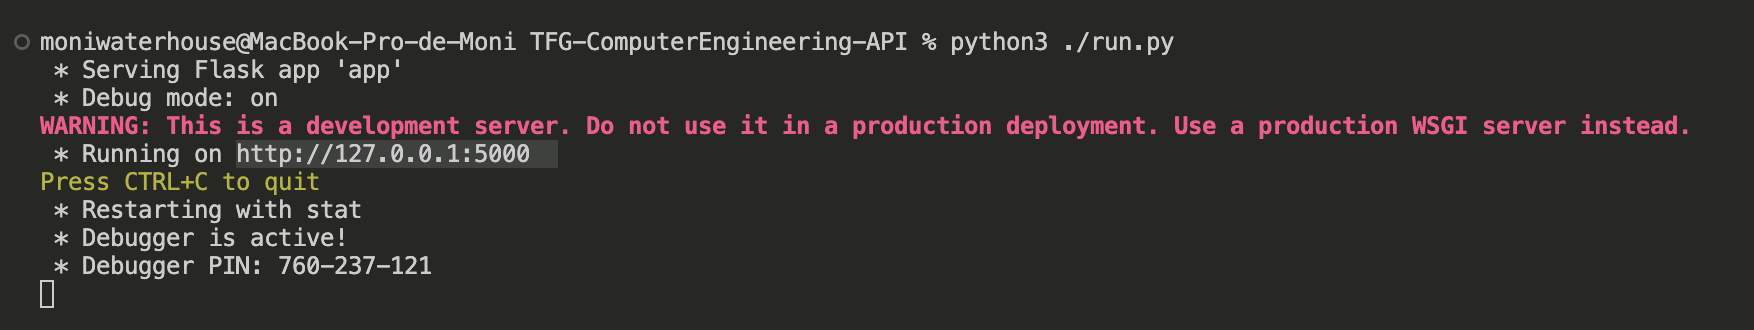 moniwaterhouse@MacBook-Pro-de-Moni TFG-ComputerEngineering-API % python3 ./run.py
* Serving Flask app 'app'
* Debug mode: on
WARNING: This is a development server. Do not use it in a production deployment. Use a production WSGI server instead.
* Running on http://127.0.0.1:5000
Press CTRL+C to quit
* Restarting with stat
* Debugger is active!
* Debugger PIN: 760-237-121